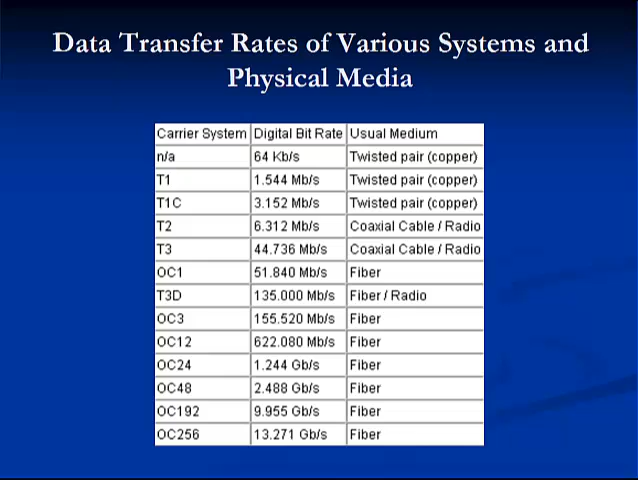 Data Transfer Rates of Various Systems and
Physical Media
Carrier System Digital Bit Rate Usual Medium
n/a 64 Kb/s Twisted pair (copper)
T1 1.544 Mb/s Twisted pair (copper)
T1C 3.152 Mb/s Twisted pair (copper)
T2 6.312 Mb/s Coaxial Cable / Radio
T3 44.736 Mb/s Coaxial Cable / Radio
OC1 51.840 Mb/s Fiber
T3D 135.000 Mb/s Fiber / Radio
OC3 155.520 Mb/s Fiber
OC12 622.080 Mb/s Fiber
OC24 1.244 Gb/s Fiber
OC48 2.488 Gb/s Fiber
OC192 9.955 Gb/s Fiber
OC256 13.271 Gb/s Fiber